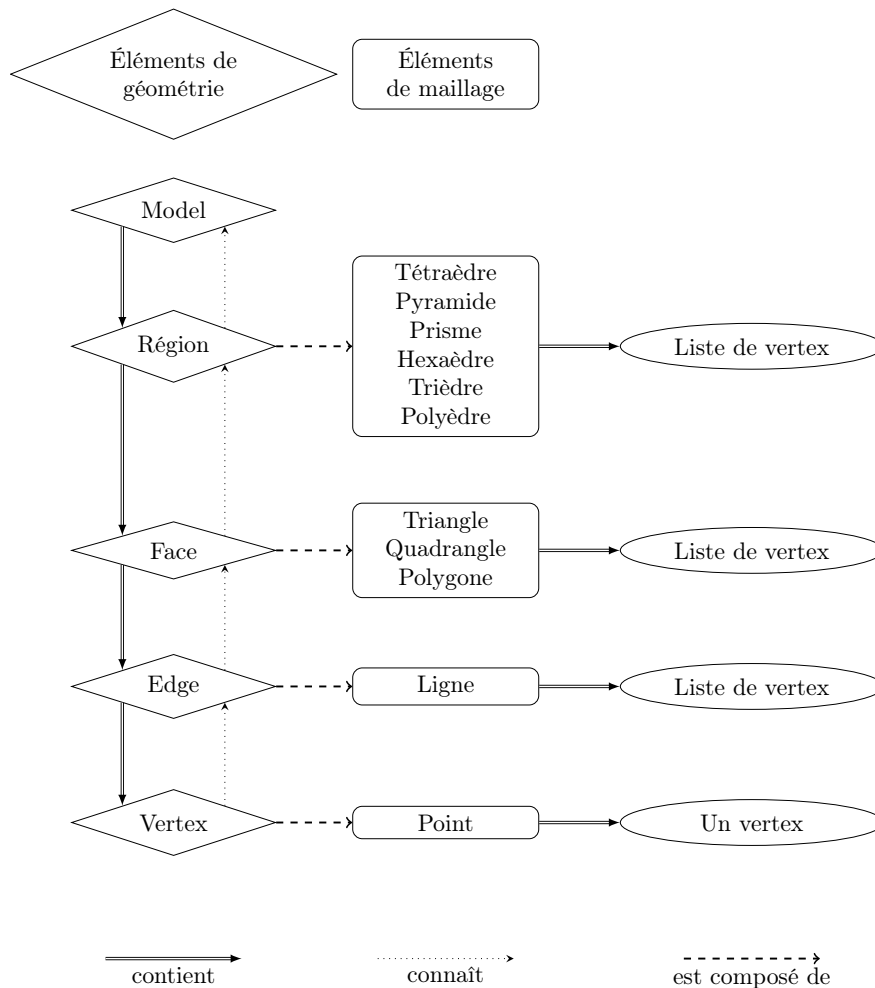 Éléments de
géométrie
Éléments
de maillage
Model
Région
Tétraèdre
Pyramide
Prisme
Hexaèdre
Trièdre
Polyèdre
Liste de vertex
Face
Triangle
Quadrangle
Polygone
Liste de vertex
Edge
Ligne
Liste de vertex
Vertex
Point
Un vertex
contient
connaît
est composé de